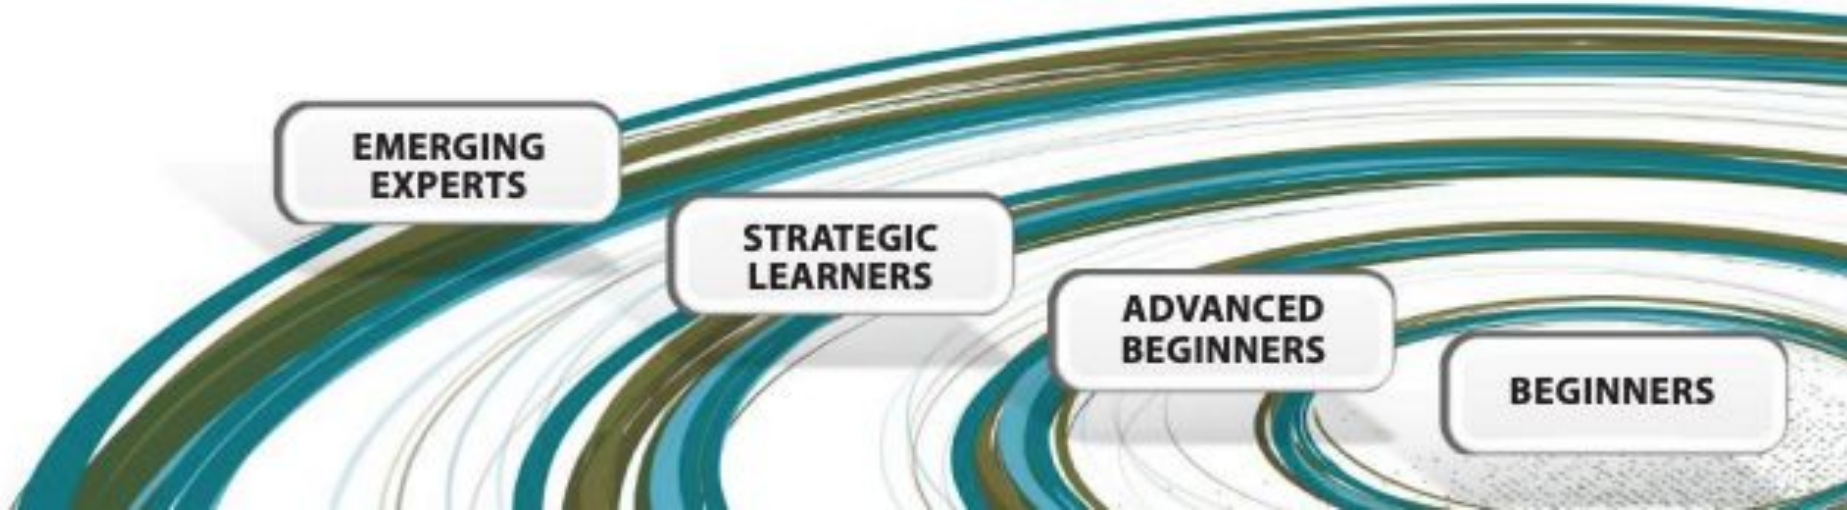 EMERGING
EXPERTS
STRATEGIC
LEARNERS
ADVANCED
BEGINNERS
BEGINNERS